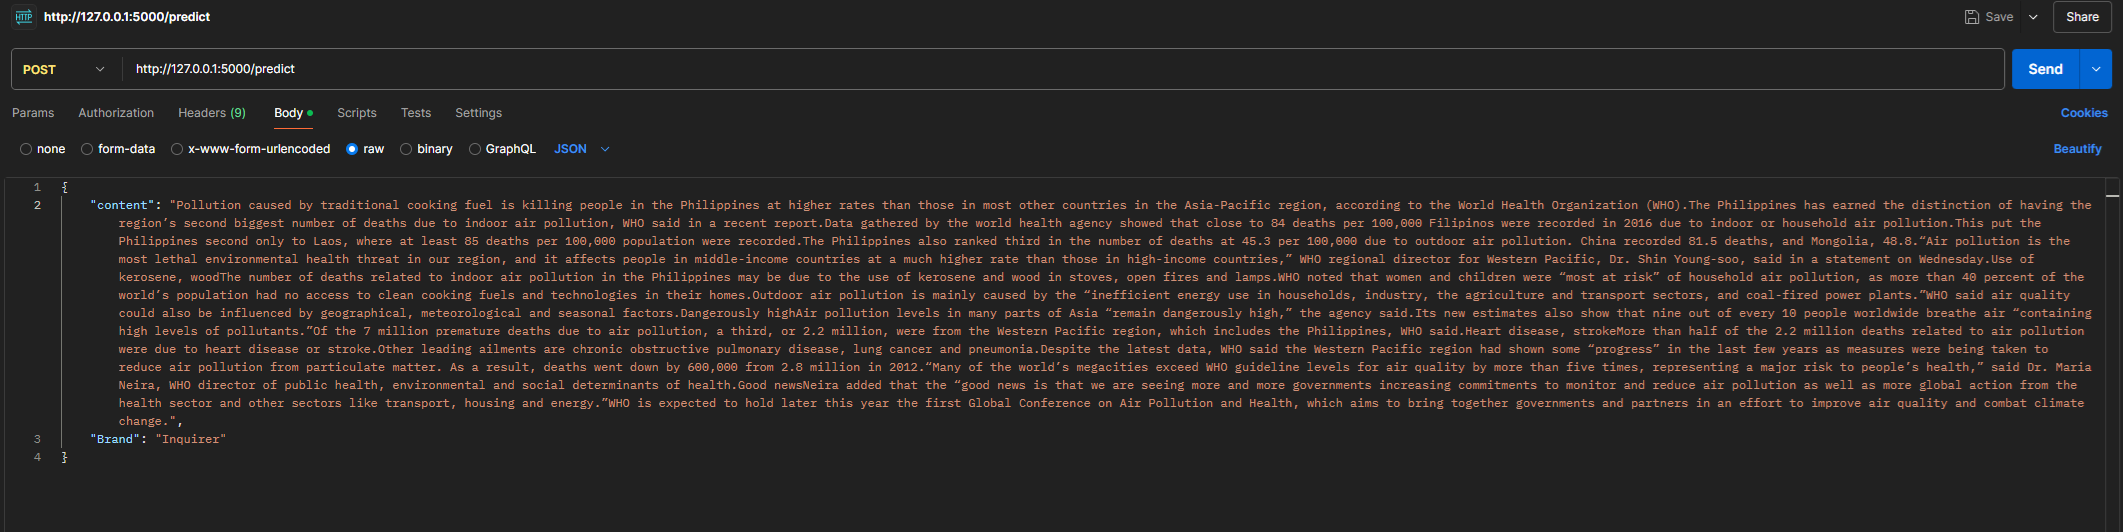 HTTP http://127.0.0.1:5000/predict Save Share
POST http://127.0.0.1:5000/predict Send
Params Authorization Headers (9) Body Scripts Tests Settings Cookies
none form-data x-www-form-urlencoded raw binary GraphQL JSON Beautify
1 {
2 "content": "Pollution caused by traditional cooking fuel is killing people in the Philippines at higher rates than those in most other countries in the Asia-Pacific region, according to the World Health Organization (WHO).The Philippines has earned the distinction of having the
region’s second biggest number of deaths due to indoor air pollution, WHO said in a recent report.Data gathered by the world health agency showed that close to 84 deaths per 100,000 Filipinos were recorded in 2016 due to indoor or household air pollution.This put the
Philippines second only to Laos, where at least 85 deaths per 100,000 population were recorded.The Philippines also ranked third in the number of deaths at 45.3 per 100,000 due to outdoor air pollution. China recorded 81.5 deaths, and Mongolia, 48.8.“Air pollution is the
most lethal environmental health threat in our region, and it affects people in middle-income countries at a much higher rate than those in high-income countries,” WHO regional director for Western Pacific, Dr. Shin Young-soo, said in a statement on Wednesday.Use of
kerosene, woodThe number of deaths related to indoor air pollution in the Philippines may be due to the use of kerosene and wood in stoves, open fires and lamps.WHO noted that women and children were “most at risk” of household air pollution, as more than 40 percent of the
world’s population had no access to clean cooking fuels and technologies in their homes.Outdoor air pollution is mainly caused by the “inefficient energy use in households, industry, the agriculture and transport sectors, and coal-fired power plants.”WHO said air quality
could also be influenced by geographical, meteorological and seasonal factors.Dangerously highAir pollution levels in many parts of Asia “remain dangerously high,” the agency said.Its new estimates also show that nine out of every 10 people worldwide breathe air “containing
high levels of pollutants.”Of the 7 million premature deaths due to air pollution, a third, or 2.2 million, were from the Western Pacific region, which includes the Philippines, WHO said.Heart disease, strokeMore than half of the 2.2 million deaths related to air pollution
were due to heart disease or stroke.Other leading ailments are chronic obstructive pulmonary disease, lung cancer and pneumonia.Despite the latest data, WHO said the Western Pacific region had shown some “progress” in the last few years as measures were being taken to
reduce air pollution from particulate matter. As a result, deaths went down by 600,000 from 2.8 million in 2012.“Many of the world’s megacities exceed WHO guideline levels for air quality by more than five times, representing a major risk to people’s health,” said Dr. Maria
Neira, WHO director of public health, environmental and social determinants of health.Good newsNeira added that the “good news is that we are seeing more and more governments increasing commitments to monitor and reduce air pollution as well as more global action from the
health sector and other sectors like transport, housing and energy.”WHO is expected to hold later this year the first Global Conference on Air Pollution and Health, which aims to bring together governments and partners in an effort to improve air quality and combat climate
change.",
3 "Brand": "Inquirer"
4 }